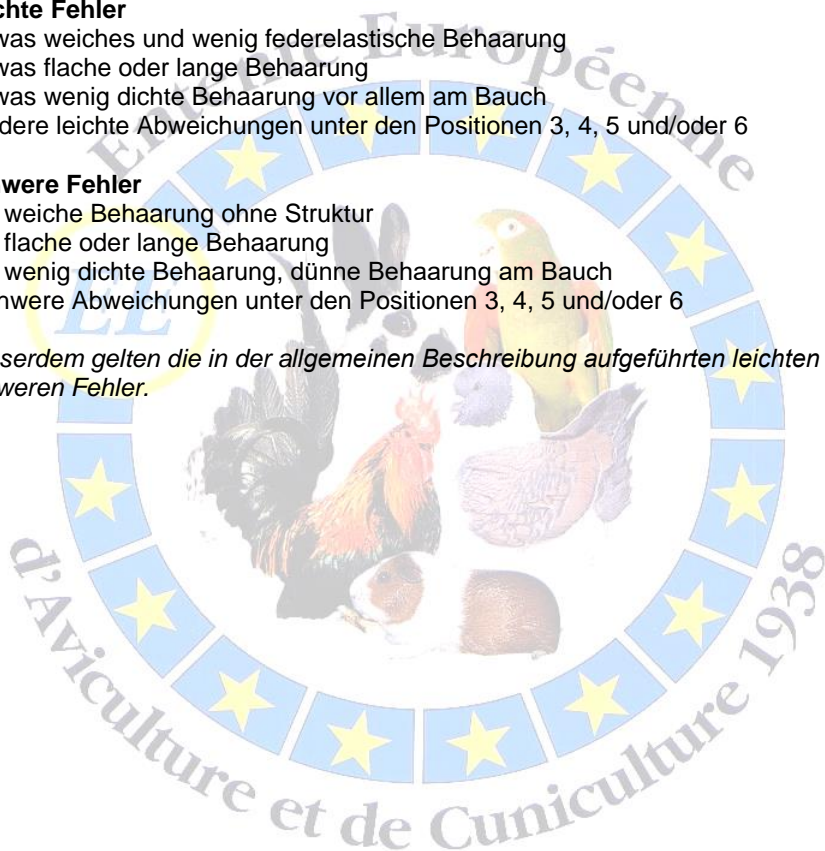 chte Fehler
was weiches und wenig federelastische Behaarung
was flache oder lange Behaarung
was wenig dichte Behaarung vor allem am Bauch
dere leichte Abweichungen unter den Positionen 3, 4, 5 und/oder 6
were Fehler
weiche Behaarung ohne Struktur
flache oder lange Behaarung
wenig dichte Behaarung, dünne Behaarung am Bauch
were Abweichungen unter den Positionen 3, 4, 5 und/oder 6
serdem gelten die in der allgemeinen Beschreibung aufgeführten leichten
weren Fehler.
Entente Européenne
EE
d'Aviculture et de Cuniculture 1938